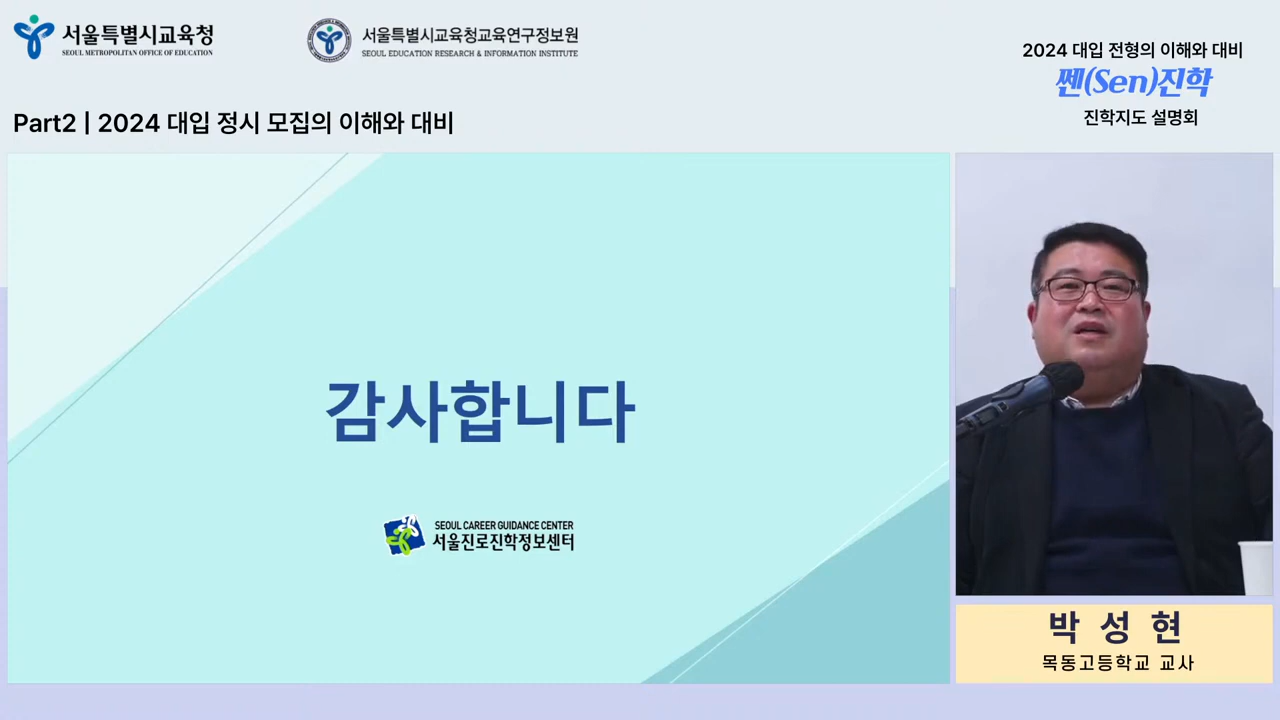 서울특별시교육청
SEOUL METROPOLITAN OFFICE OF EDUCATION
서울특별시교육청교육연구정보원
SEOUL EDUCATION RESEARCH & INFORMATION INSTITUTE
2024 대입 전형의 이해와 대비
쎈(Sen)진학
진학지도 설명회
Part2 | 2024 대입 정시 모집의 이해와 대비
감사합니다
SEOUL CAREER GUIDANCE CENTER
서울진로진학정보센터
박 성 현
목동고등학교 교사